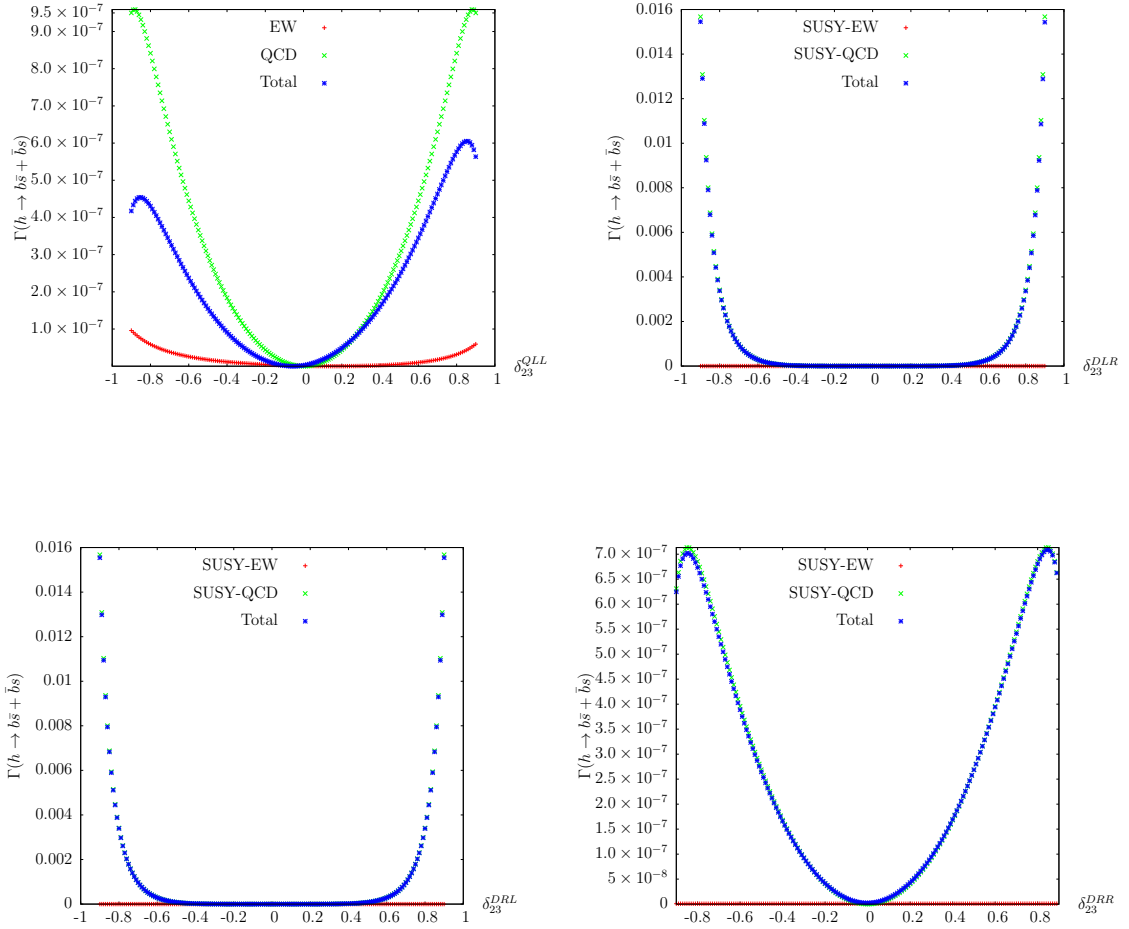 EW
QCD
Total
Γ(h → bs̄ + b̄s)
9.5 × 10⁻⁷
9.0 × 10⁻⁷
8.0 × 10⁻⁷
7.0 × 10⁻⁷
6.0 × 10⁻⁷
5.0 × 10⁻⁷
4.0 × 10⁻⁷
3.0 × 10⁻⁷
2.0 × 10⁻⁷
1.0 × 10⁻⁷
-1 -0.8 -0.6 -0.4 -0.2 0 0.2 0.4 0.6 0.8 1
δ₂₃^{QLL}
SUSY-EW
SUSY-QCD
Total
Γ(h → bs̄ + b̄s)
0.016
0.014
0.012
0.01
0.008
0.006
0.004
0.002
0
-1 -0.8 -0.6 -0.4 -0.2 0 0.2 0.4 0.6 0.8 1
δ₂₃^{DLR}
SUSY-EW
SUSY-QCD
Total
Γ(h → bs̄ + b̄s)
0.016
0.014
0.012
0.01
0.008
0.006
0.004
0.002
0
-1 -0.8 -0.6 -0.4 -0.2 0 0.2 0.4 0.6 0.8 1
δ₂₃^{DRL}
SUSY-EW
SUSY-QCD
Total
Γ(h → bs̄ + b̄s)
7.0 × 10⁻⁷
6.5 × 10⁻⁷
6.0 × 10⁻⁷
5.5 × 10⁻⁷
5.0 × 10⁻⁷
4.5 × 10⁻⁷
4.0 × 10⁻⁷
3.5 × 10⁻⁷
3.0 × 10⁻⁷
2.5 × 10⁻⁷
2.0 × 10⁻⁷
1.5 × 10⁻⁷
1.0 × 10⁻⁷
5 × 10⁻⁸
-0.8 -0.6 -0.4 -0.2 0 0.2 0.4 0.6 0.8
δ₂₃^{DRR}